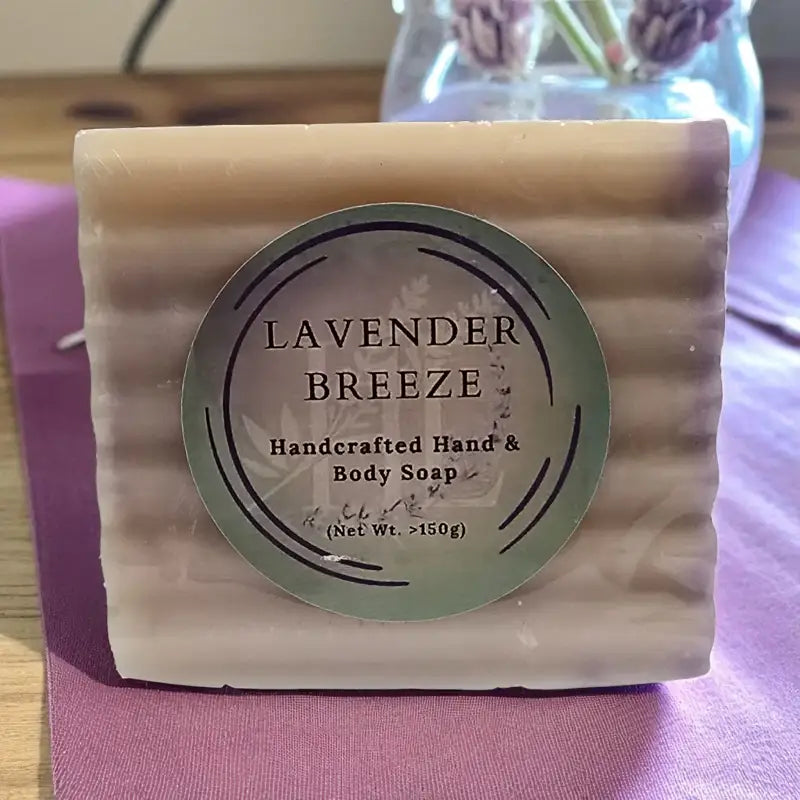 LAVENDER
BREEZE
Handcrafted Hand &
Body Soap
(Net Wt. >150g)